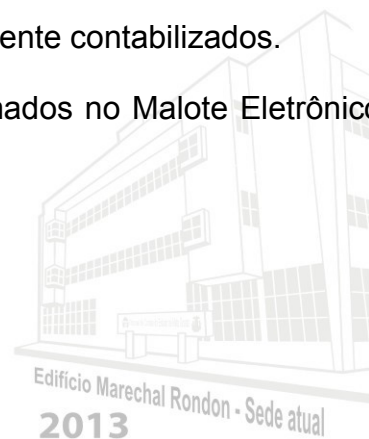 ente contabilizados.
nados no Malote Eletrônico
Edifício Marechal Rondon - Sede atual
2013